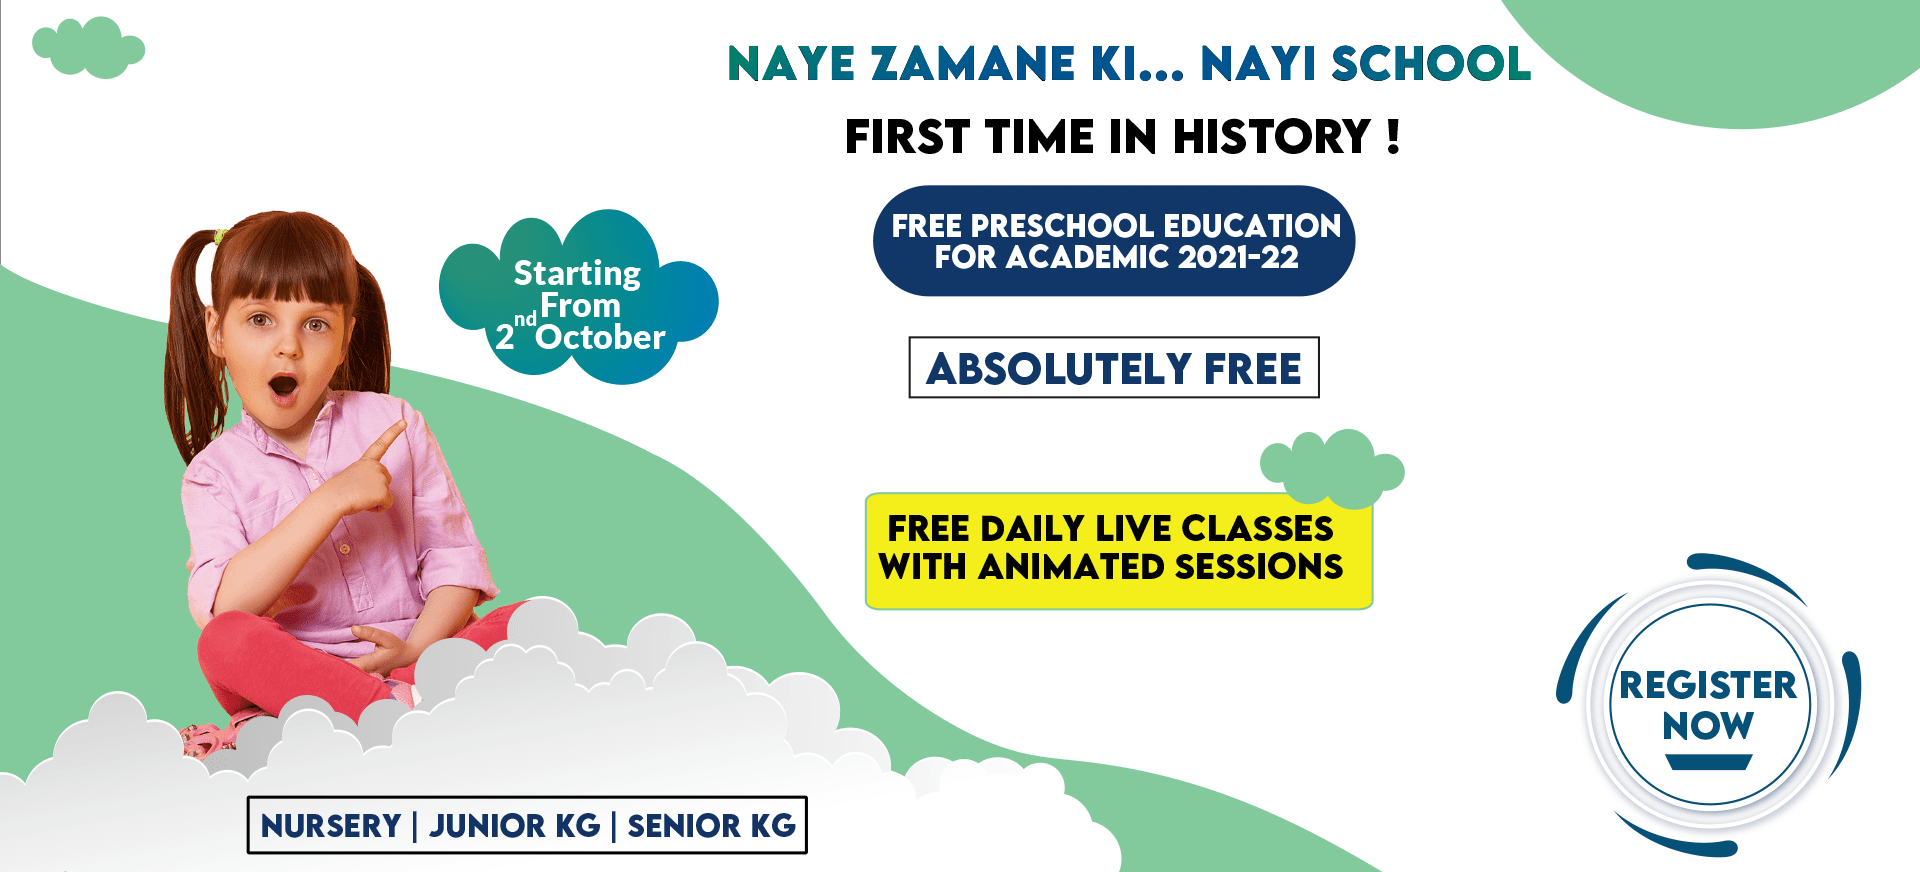 NAYE ZAMANE KI... NAYI SCHOOL
FIRST TIME IN HISTORY !
FREE PRESCHOOL EDUCATION
FOR ACADEMIC 2021-22
Starting
From
2nd October
ABSOLUTELY FREE
FREE DAILY LIVE CLASSES
WITH ANIMATED SESSIONS
REGISTER
NOW
NURSERY | JUNIOR KG | SENIOR KG